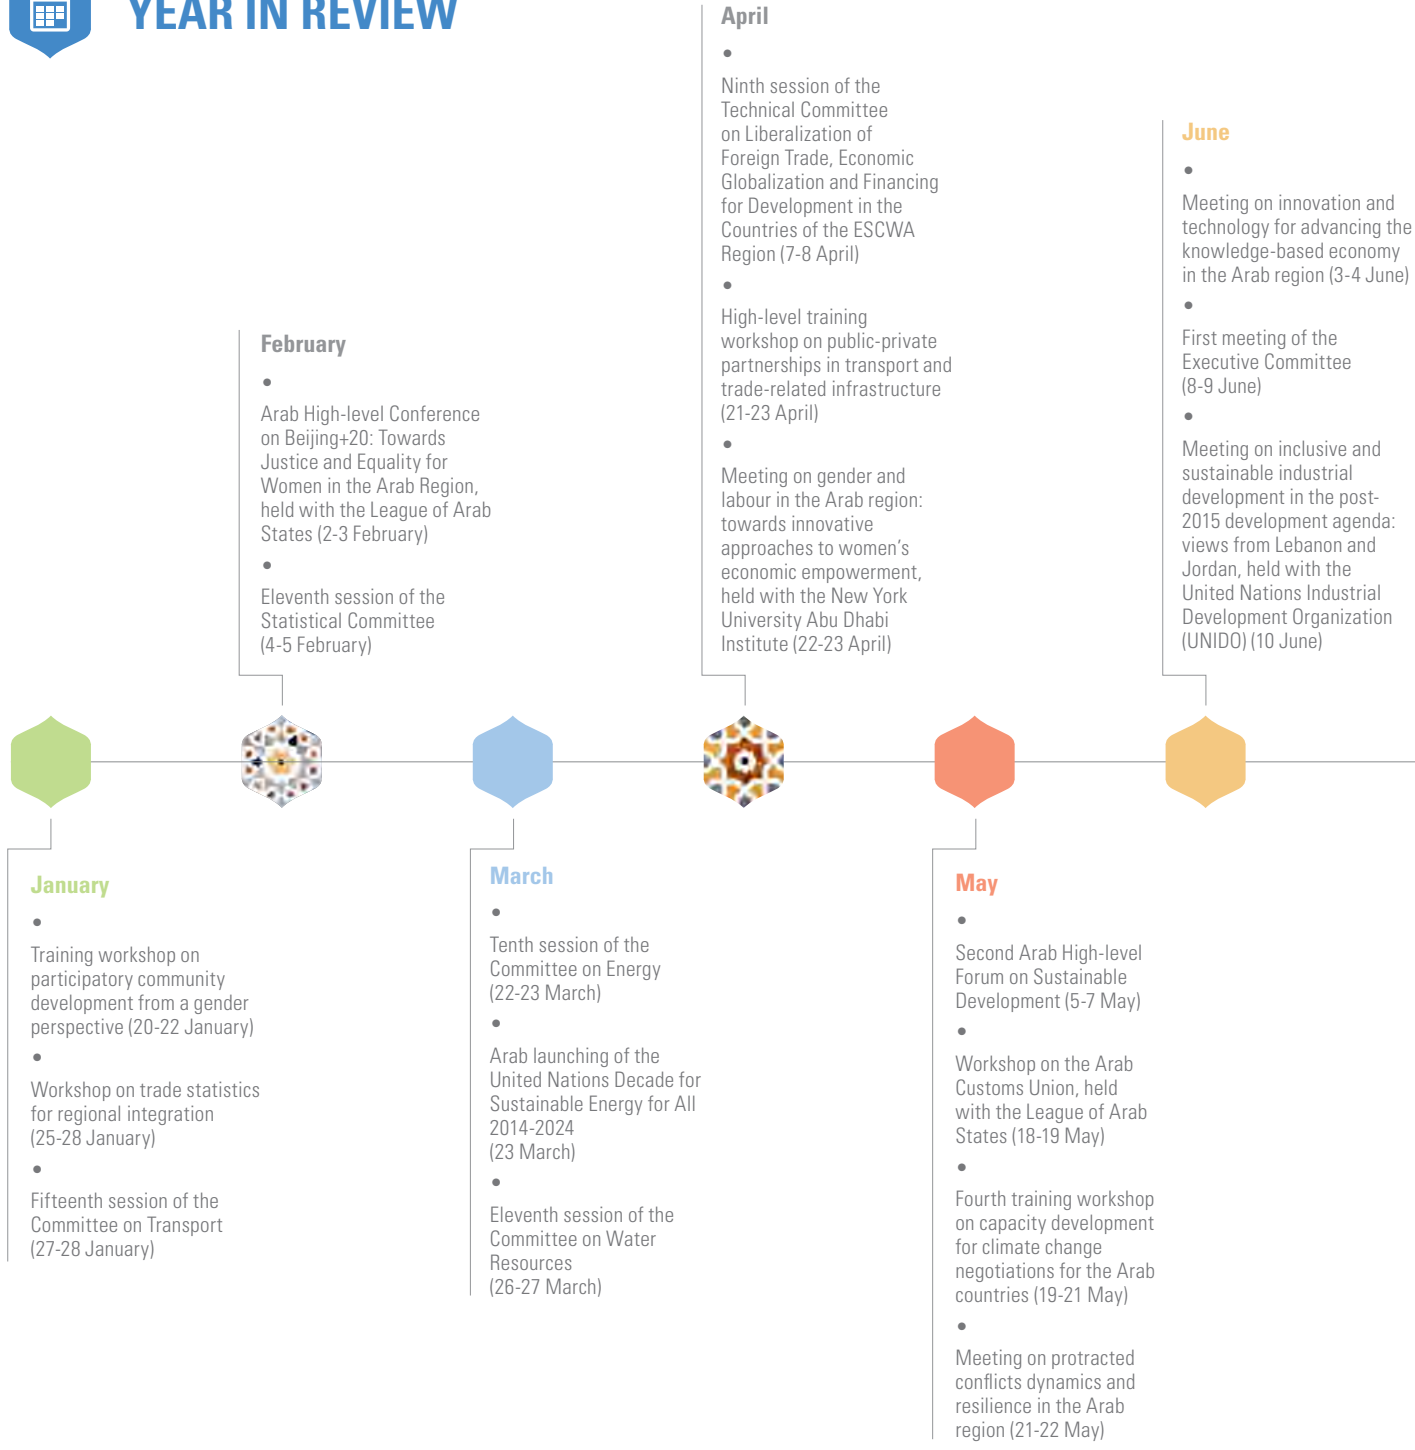 YEAR IN REVIEW
January
•
Training workshop on
participatory community
development from a gender
perspective (20-22 January)
•
Workshop on trade statistics
for regional integration
(25-28 January)
•
Fifteenth session of the
Committee on Transport
(27-28 January)
February
•
Arab High-level Conference
on Beijing+20: Towards
Justice and Equality for
Women in the Arab Region,
held with the League of Arab
States (2-3 February)
•
Eleventh session of the
Statistical Committee
(4-5 February)
March
•
Tenth session of the
Committee on Energy
(22-23 March)
•
Arab launching of the
United Nations Decade for
Sustainable Energy for All
2014-2024
(23 March)
•
Eleventh session of the
Committee on Water
Resources
(26-27 March)
April
•
Ninth session of the
Technical Committee
on Liberalization of
Foreign Trade, Economic
Globalization and Financing
for Development in the
Countries of the ESCWA
Region (7-8 April)
•
High-level training
workshop on public-private
partnerships in transport and
trade-related infrastructure
(21-23 April)
•
Meeting on gender and
labour in the Arab region:
towards innovative
approaches to women's
economic empowerment,
held with the New York
University Abu Dhabi
Institute (22-23 April)
May
•
Second Arab High-level
Forum on Sustainable
Development (5-7 May)
•
Workshop on the Arab
Customs Union, held
with the League of Arab
States (18-19 May)
•
Fourth training workshop
on capacity development
for climate change
negotiations for the Arab
countries (19-21 May)
•
Meeting on protracted
conflicts dynamics and
resilience in the Arab
region (21-22 May)
June
•
Meeting on innovation and
technology for advancing the
knowledge-based economy
in the Arab region (3-4 June)
•
First meeting of the
Executive Committee
(8-9 June)
•
Meeting on inclusive and
sustainable industrial
development in the post-
2015 development agenda:
views from Lebanon and
Jordan, held with the
United Nations Industrial
Development Organization
(UNIDO) (10 June)